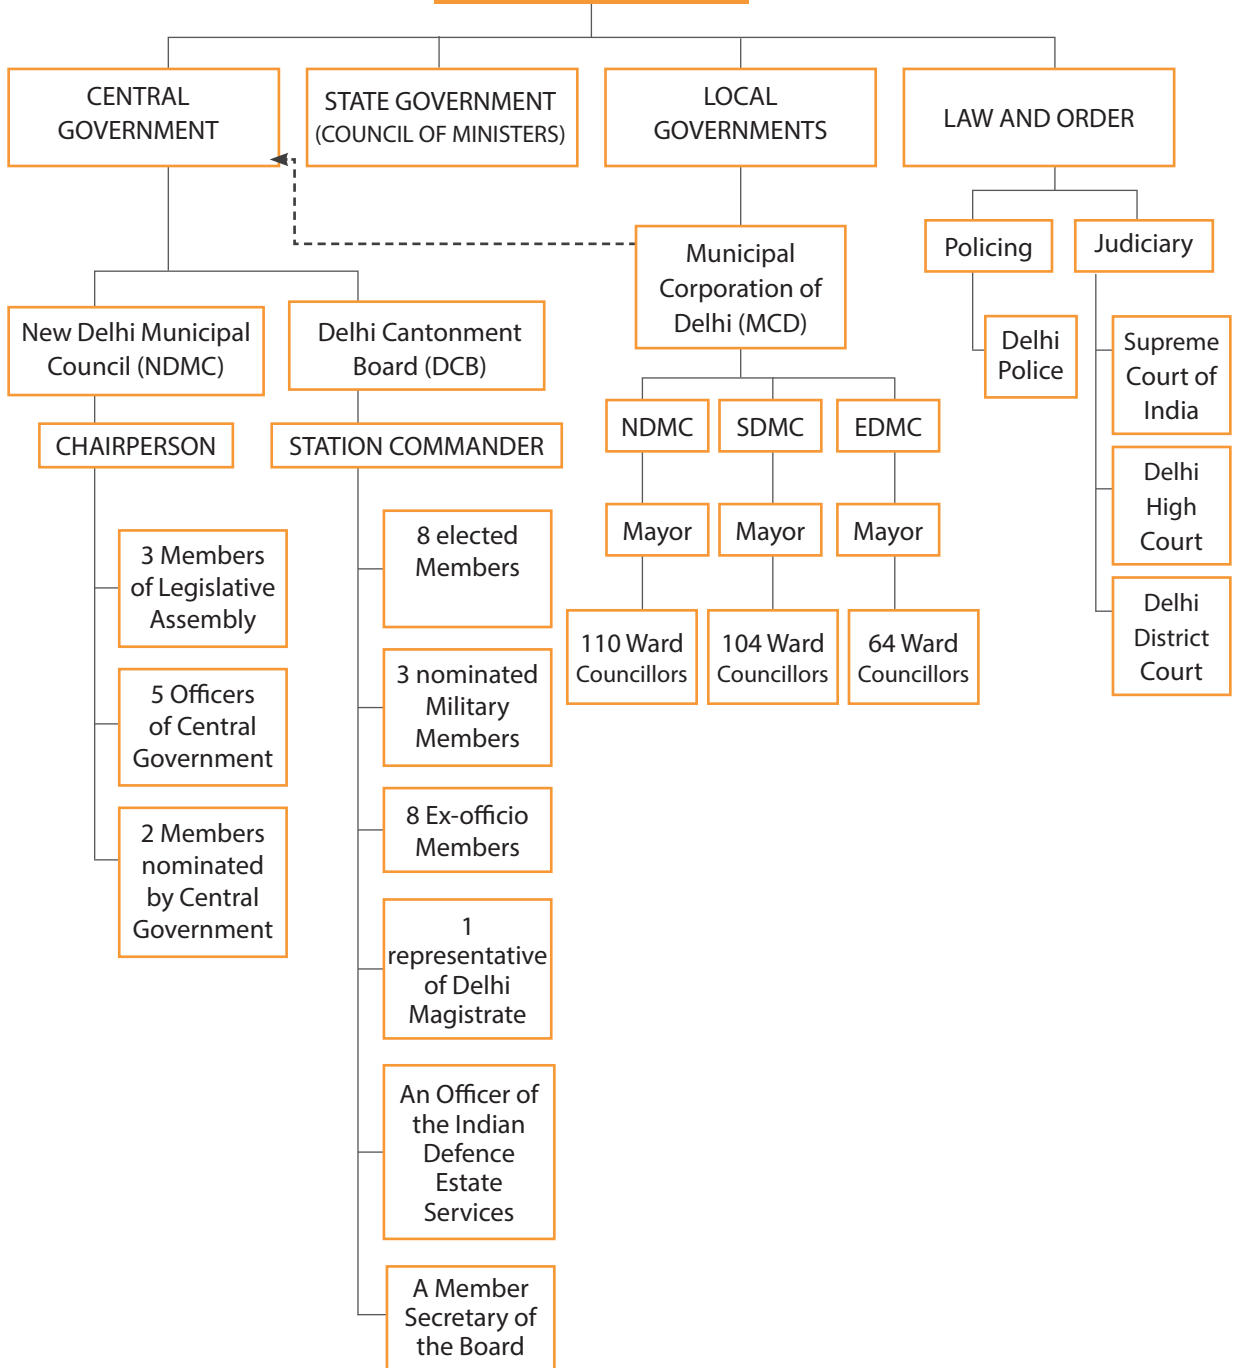 CENTRAL
GOVERNMENT
STATE GOVERNMENT
(COUNCIL OF MINISTERS)
LOCAL
GOVERNMENTS
LAW AND ORDER
New Delhi Municipal
Council (NDMC)
CHAIRPERSON
3 Members
of Legislative
Assembly
5 Officers
of Central
Government
2 Members
nominated
by Central
Government
Delhi Cantonment
Board (DCB)
STATION COMMANDER
8 elected
Members
3 nominated
Military
Members
8 Ex-officio
Members
1
representative
of Delhi
Magistrate
An Officer of
the Indian
Defence
Estate
Services
A Member
Secretary of
the Board
Municipal
Corporation of
Delhi (MCD)
NDMC
Mayor
110 Ward
Councillors
SDMC
Mayor
104 Ward
Councillors
EDMC
Mayor
64 Ward
Councillors
Policing
Delhi
Police
Judiciary
Supreme
Court of
India
Delhi
High
Court
Delhi
District
Court